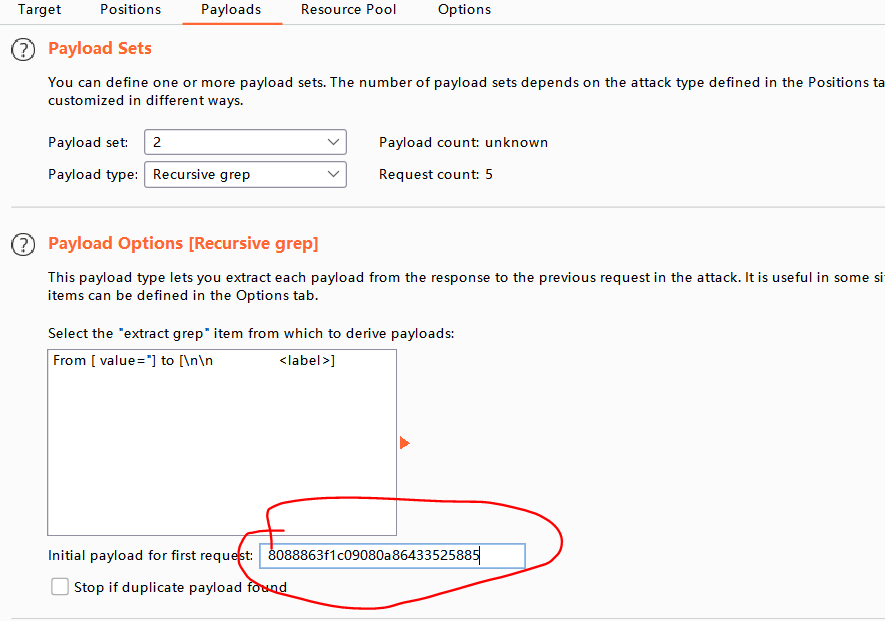 Target Positions Payloads Resource Pool Options
Payload Sets
You can define one or more payload sets. The number of payload sets depends on the attack type defined in the Positions ta
customized in different ways.
Payload set: 2 Payload count: unknown
Payload type: Recursive grep Request count: 5
Payload Options [Recursive grep]
This payload type lets you extract each payload from the response to the previous request in the attack. It is useful in some si
items can be defined in the Options tab.
Select the "extract grep" item from which to derive payloads:
From [ value="] to [\n\n <label>]
Initial payload for first request: 8088863f1c09080a86433525885
Stop if duplicate payload found